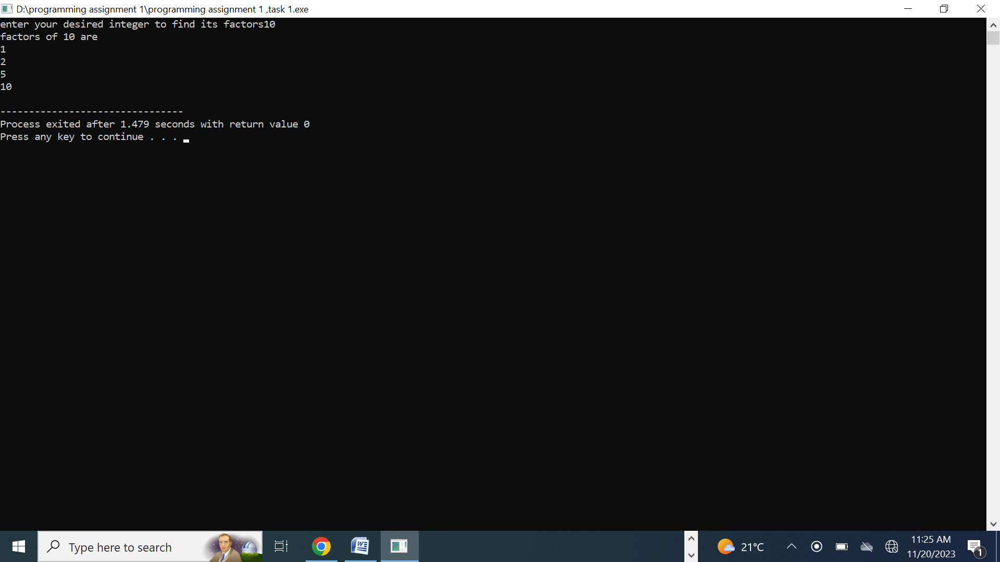 D:\programming assignment 1\programming assignment 1 ,task 1.exe
enter your desired integer to find its factors10
factors of 10 are
1
2
5
10
--------------------------------
Process exited after 1.479 seconds with return value 0
Press any key to continue . . .
Type here to search
21°C
11:25 AM
11/20/2023
1